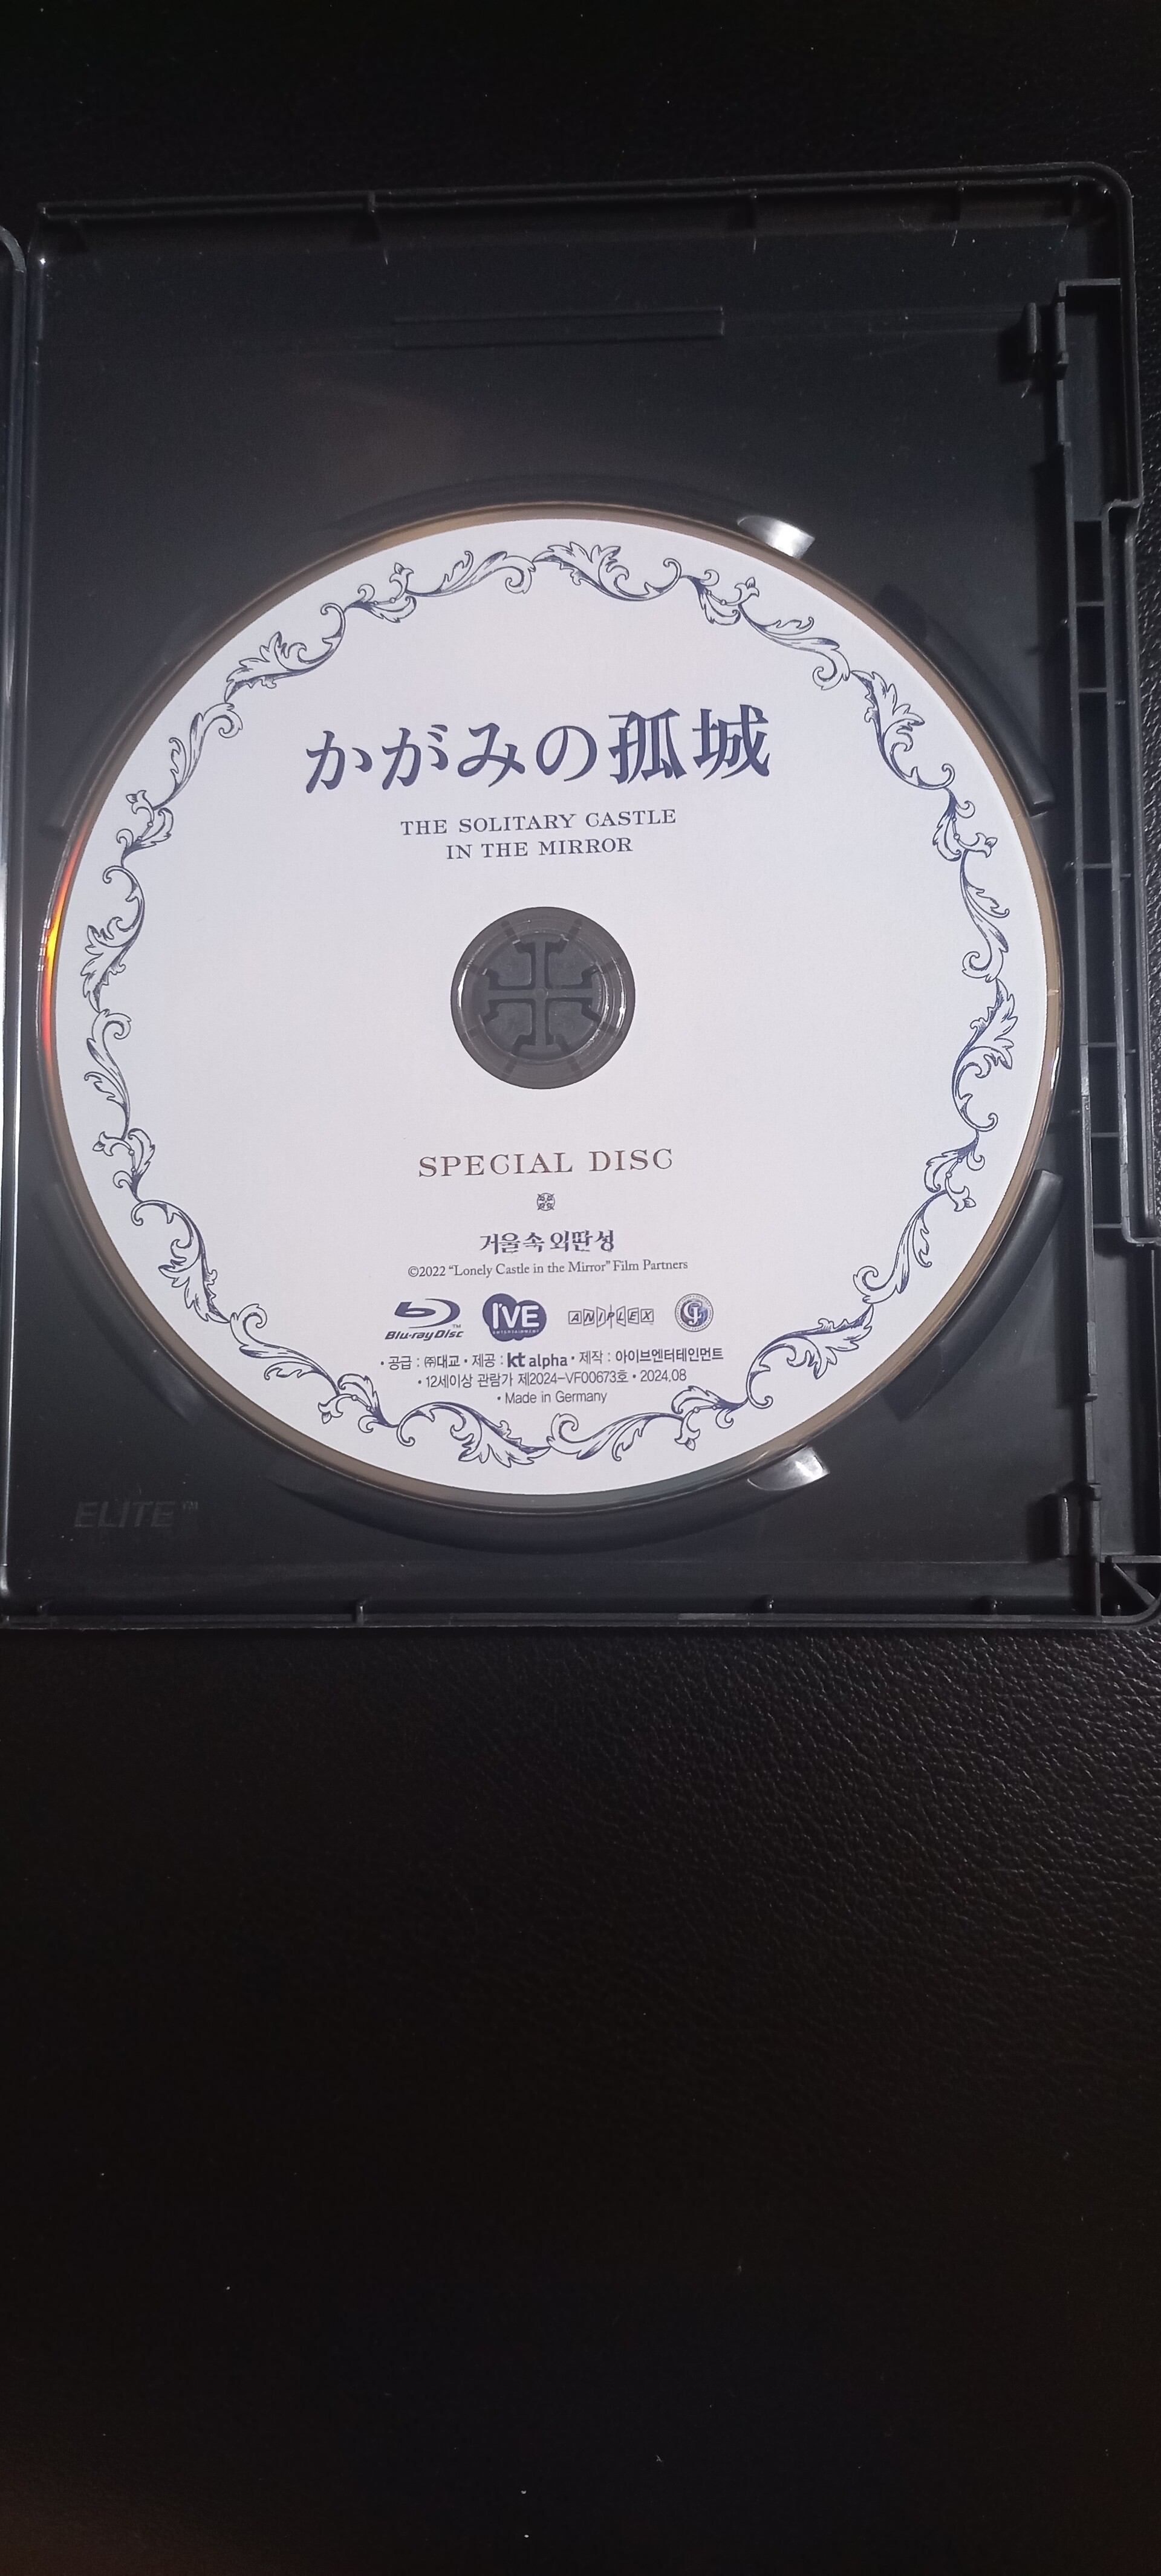 かがみの孤城
THE SOLITARY CASTLE
IN THE MIRROR
SPECIAL DISC
거울 속 외딴 성
©2022 “Lonely Castle in the Mirror” Film Partners
Blu-ray Disc™ I'VE ENTERTAINMENT ANIPLEX
• 공급 : ㈜대교 • 제공 : kt alpha • 제작 : 아이브엔터테인먼트
• 12세이상 관람가 제2024-VF00673호 • 2024.08
• Made in Germany
ELITE™